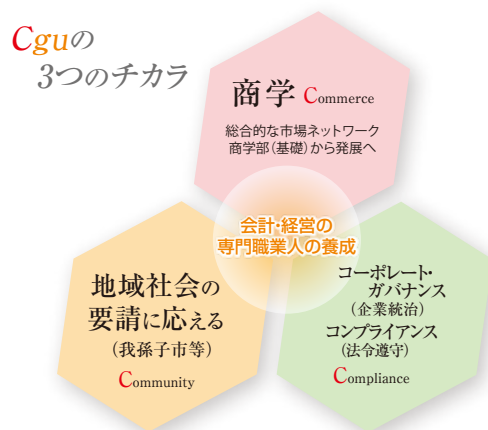 Cguの
3つのチカラ
商学 Commerce
総合的な市場ネットワーク
商学部(基礎)から発展へ
会計・経営の
専門職業人の養成
地域社会の
要請に応える
(我孫子市等)
Community
コーポレート・
ガバナンス
(企業統治)
コンプライアンス
(法令遵守)
Compliance